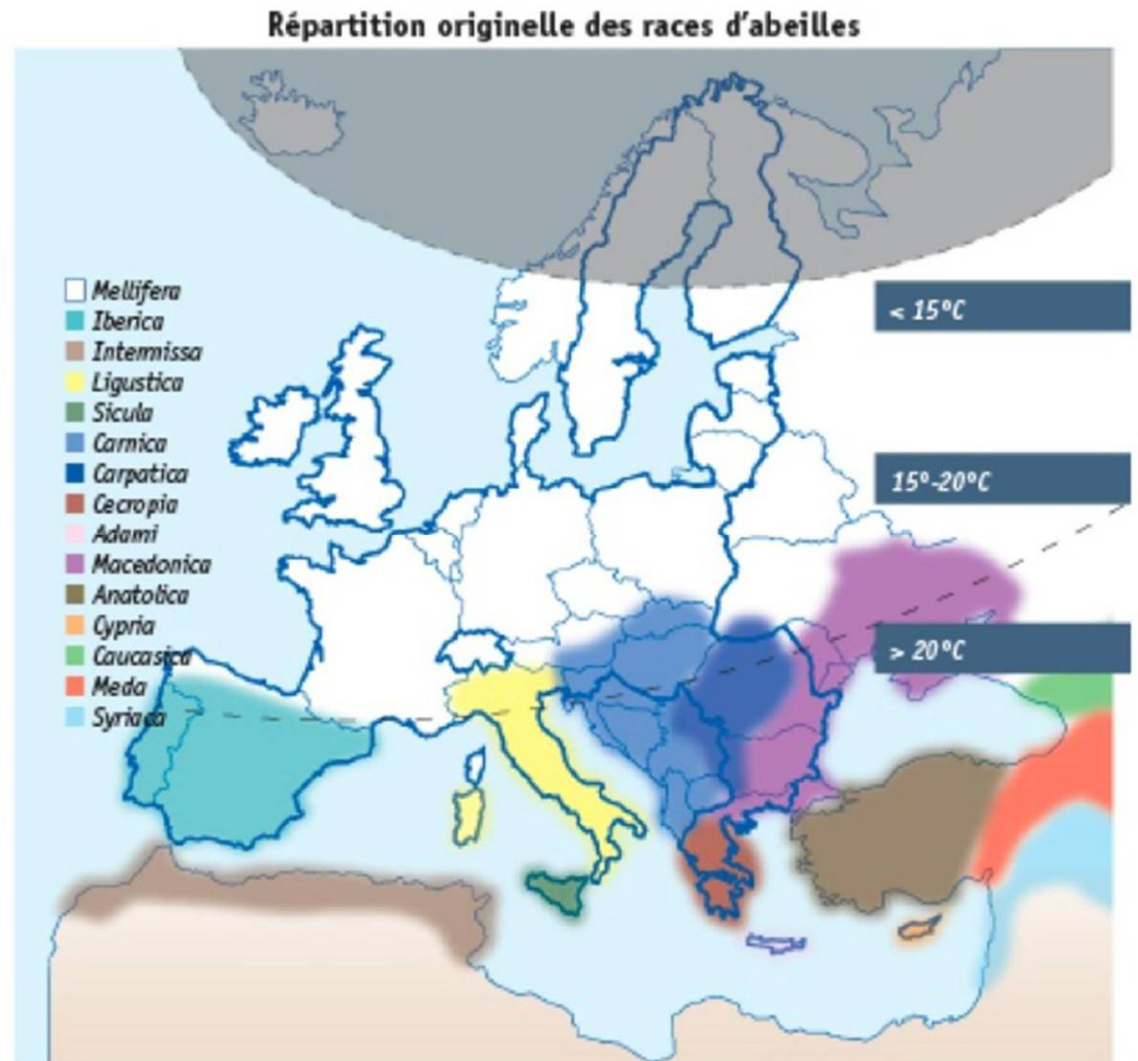 Répartition originelle des races d'abeilles
Mellifera
Iberica
Intermissa
Ligustica
Sicula
Carnica
Carpatica
Cecropia
Adami
Macedonica
Anatolica
Cypria
Caucasica
Meda
Syriaca
< 15°C
15°-20°C
> 20°C